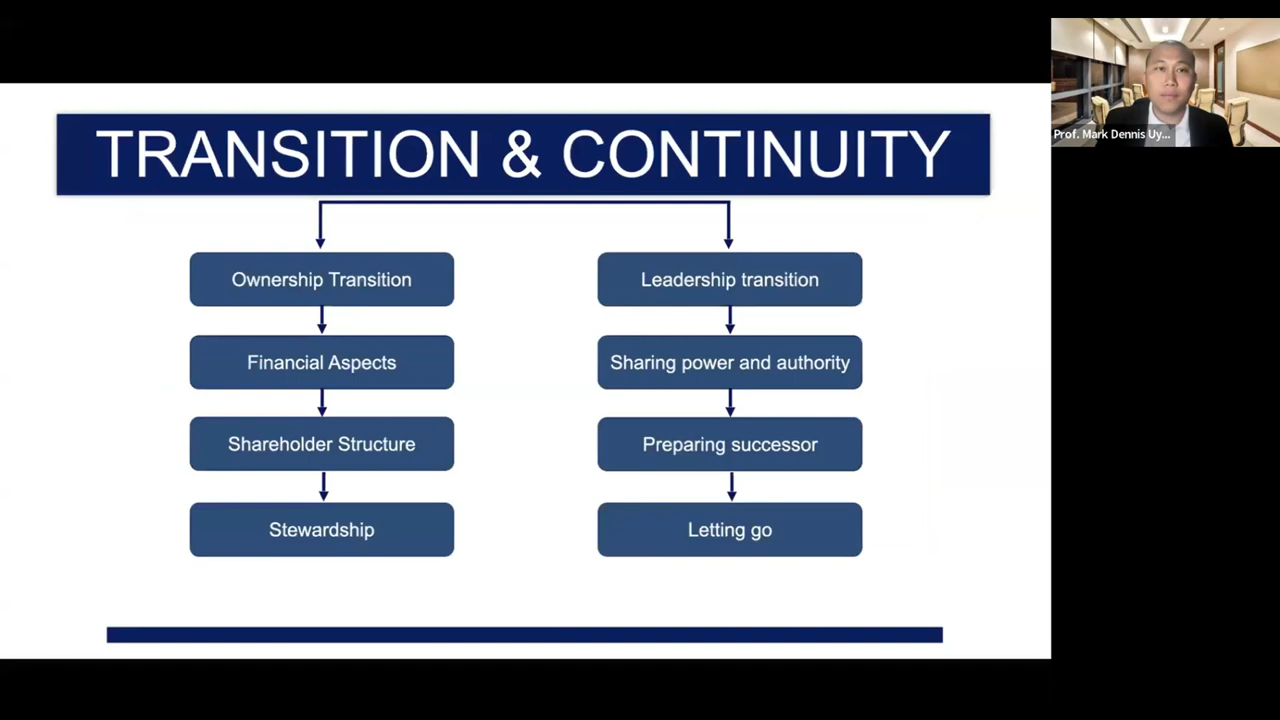 TRANSITION & CONTINUITY
Ownership Transition
Financial Aspects
Shareholder Structure
Stewardship
Leadership transition
Sharing power and authority
Preparing successor
Letting go
Prof. Mark Dennis Uy...